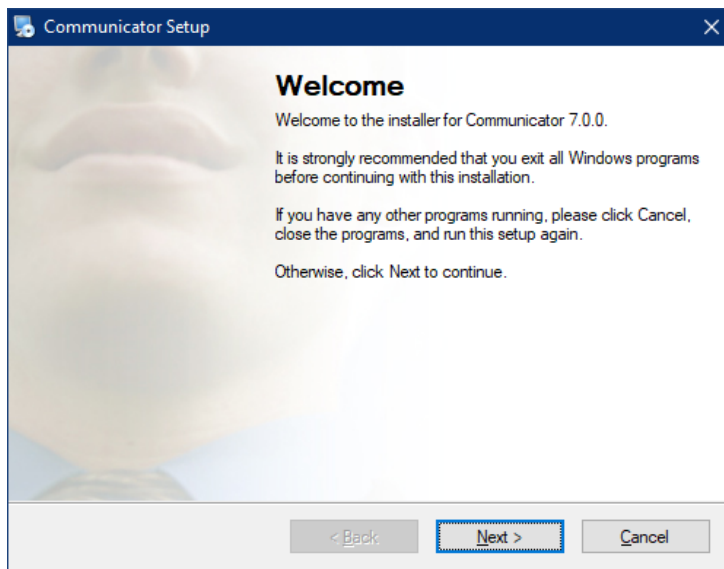 Communicator Setup
Welcome
Welcome to the installer for Communicator 7.0.0.
It is strongly recommended that you exit all Windows programs
before continuing with this installation.
If you have any other programs running, please click Cancel,
close the programs, and run this setup again.
Otherwise, click Next to continue.
< Back Next > Cancel